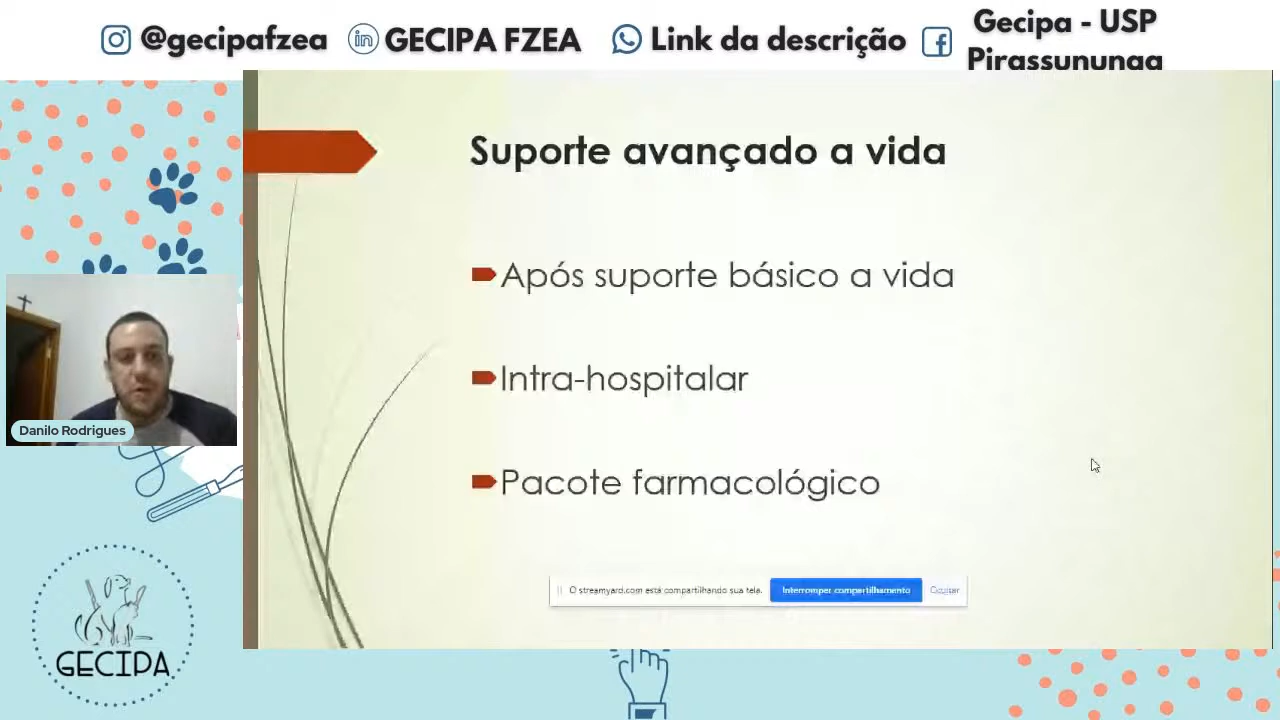 @gecipafzea
in GECIPA FZEA
Link da descrição
Gecipa - USP
Pirassununga
Suporte avançado a vida
Após suporte básico a vida
Intra-hospitalar
Pacote farmacológico
Danilo Rodrigues
O streamyard.com está compartilhando sua tela.
Interromper compartilhamento
Ocultar
GECIPA